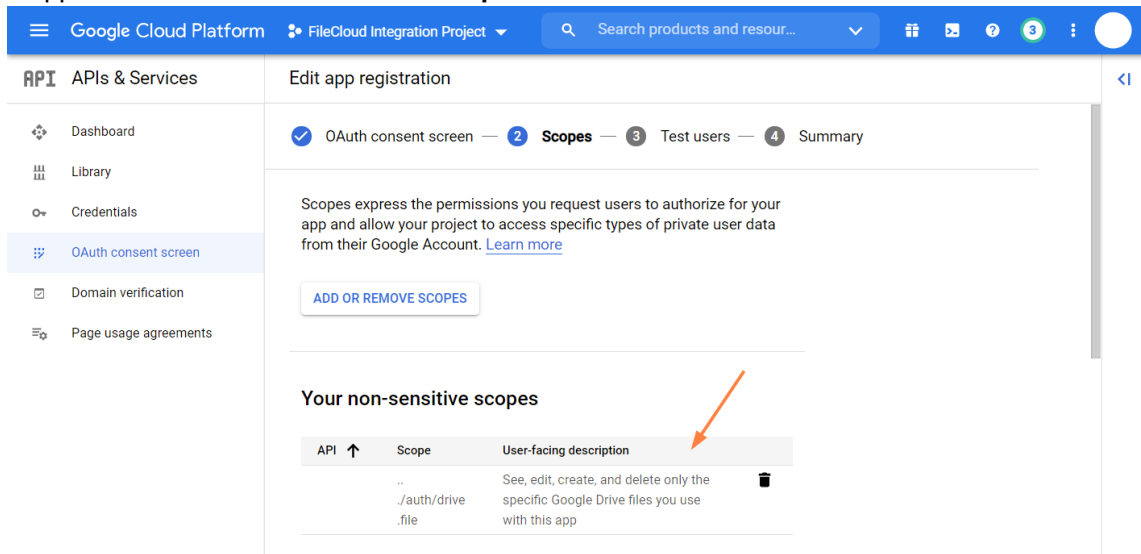 Google Cloud Platform
FileCloud Integration Project
Search products and resour...
3
API APIs & Services
Edit app registration
Dashboard
Library
Credentials
OAuth consent screen
Domain verification
Page usage agreements
OAuth consent screen — 2 Scopes — 3 Test users — 4 Summary
Scopes express the permissions you request users to authorize for your
app and allow your project to access specific types of private user data
from their Google Account. Learn more
ADD OR REMOVE SCOPES
Your non-sensitive scopes
API Scope User-facing description
.. See, edit, create, and delete only the
./auth/drive specific Google Drive files you use
.file with this app